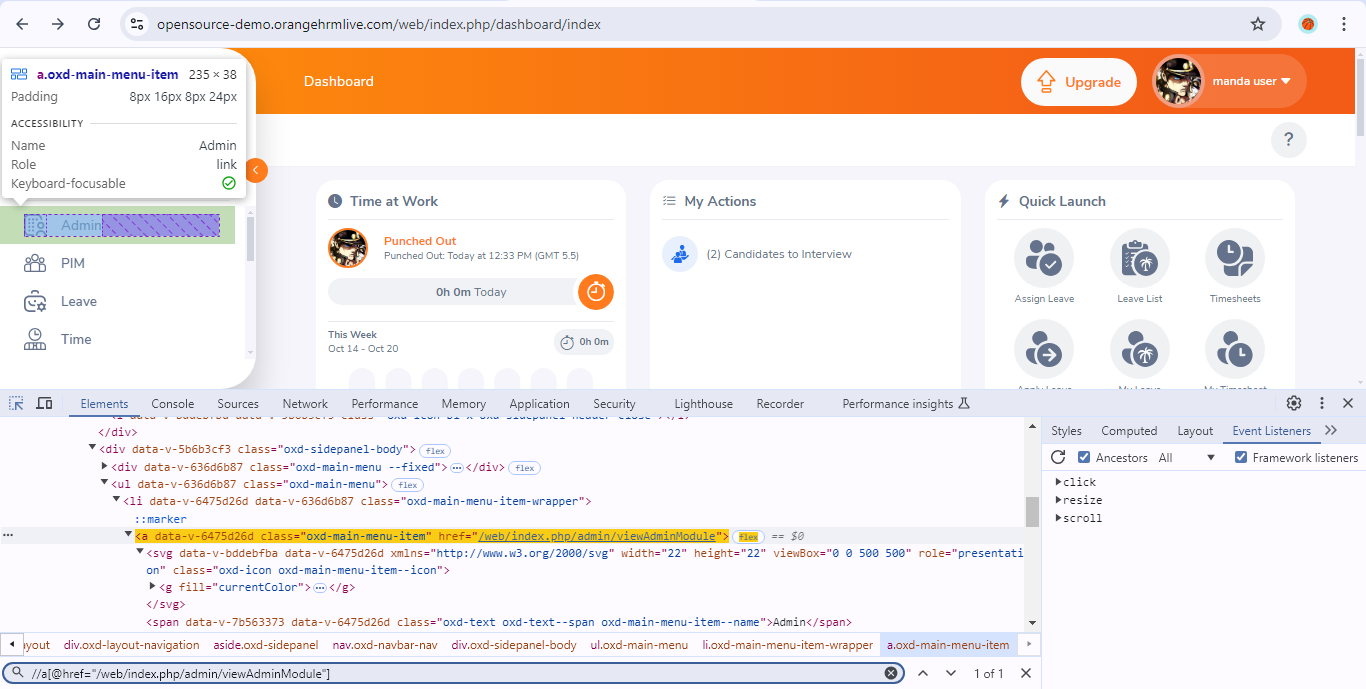 opensource-demo.orangehrmlive.com/web/index.php/dashboard/index
a.oxd-main-menu-item 235 × 38
Padding 8px 16px 8px 24px
ACCESSIBILITY
Name Admin
Role link
Keyboard-focusable
Dashboard
Upgrade
manda user
?
Admin
PIM
Leave
Time
Time at Work
Punched Out
Punched Out: Today at 12:33 PM (GMT 5.5)
0h 0m Today
This Week
Oct 14 - Oct 20
0h 0m
My Actions
(2) Candidates to Interview
Quick Launch
Assign Leave
Leave List
Timesheets
Apply Leave
My Leave
My Timesheet
Elements Console Sources Network Performance Memory Application Security Lighthouse Recorder Performance insights
</div>
<div data-v-5b6b3cf3 class="oxd-sidepanel-body"> flex
<div data-v-636d6b87 class="oxd-main-menu --fixed"> ⋯ </div> flex
<ul data-v-636d6b87 class="oxd-main-menu"> flex
<li data-v-6475d26d data-v-636d6b87 class="oxd-main-menu-item-wrapper">
::marker
<a data-v-6475d26d class="oxd-main-menu-item" href="/web/index.php/admin/viewAdminModule"> flex == $0
<svg data-v-bddebfba data-v-6475d26d xmlns="http://www.w3.org/2000/svg" width="22" height="22" viewBox="0 0 500 500" role="presentati
on" class="oxd-icon oxd-main-menu-item--icon">
<g fill="currentColor"> ⋯ </g>
</svg>
<span data-v-7b563373 data-v-6475d26d class="oxd-text oxd-text--span oxd-main-menu-item--name">Admin</span>
Styles Computed Layout Event Listeners
Ancestors All Framework listeners
click
resize
scroll
ayout div.oxd-layout-navigation aside.oxd-sidepanel nav.oxd-navbar-nav div.oxd-sidepanel-body ul.oxd-main-menu li.oxd-main-menu-item-wrapper a.oxd-main-menu-item
//a[@href="/web/index.php/admin/viewAdminModule"]
1 of 1